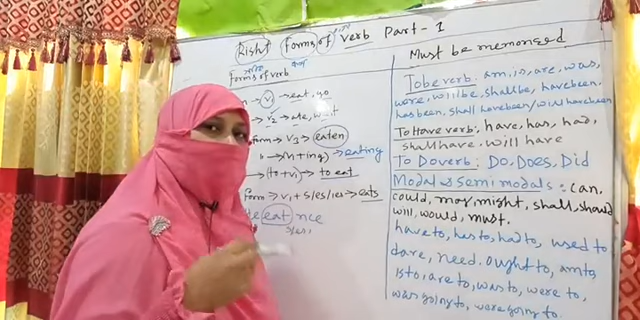 Right forms of verb Part-1
Forms of verb
→ V1 → eat, go
→ V2 → ate, went
form → V3 → eaten
→ (V1+ing) → eating
→ (to+V1) → to eat
form → V1 + s/es/ies → eats
eat
s/es,
Must be memorised
To be verb: am, is, are, was,
were, will be, shall be, have been,
has been, shall have been/will have been
To Have verb: have, has, had,
shall have. will have
To Do verb: Do, Does, Did
Modal & Semi modals: can,
could, may, might, shall, should
will, would, must.
have to, has to, had to, used to
dare, need. ought to, am to,
is to, are to, was to, were to,
was going to, were going to.